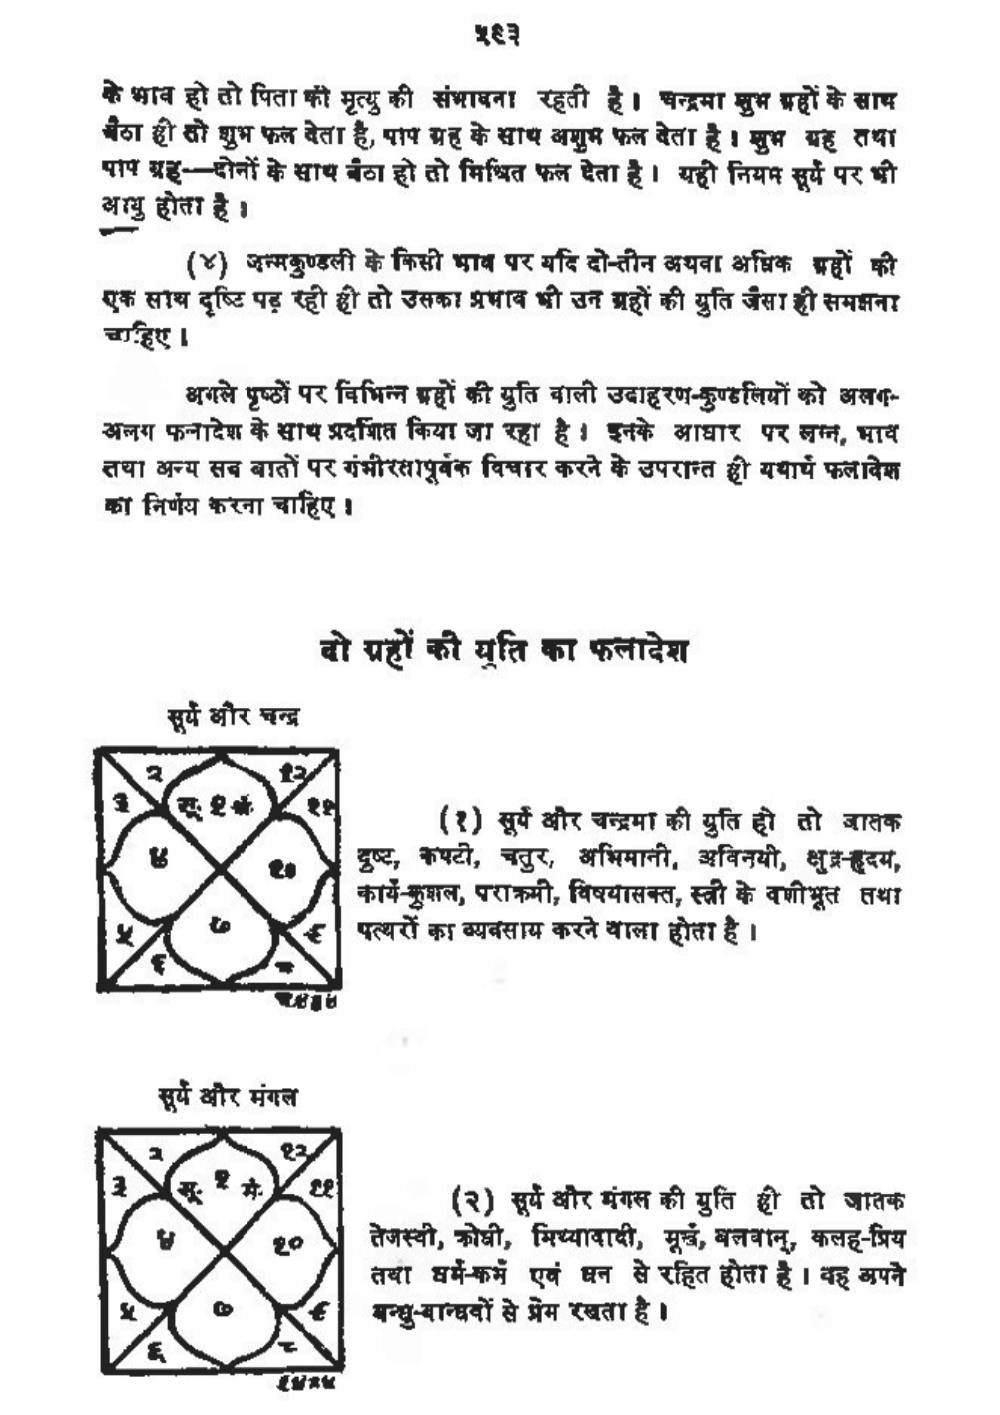 ५१३
के भाव हो तो पिता की मृत्यु की संभावना रहती है। चन्द्रमा शुभ ग्रहों के साथ
बैठा हो तो शुभ फल देता है, पाप ग्रह के साथ अशुभ फल देता है। शुभ ग्रह तथा
पाप ग्रह—दोनों के साथ बैठा हो तो मिश्रित फल देता है। यही नियम सूर्य पर भी
आयु होता है।
(४) जन्मकुण्डली के किसी भाव पर यदि दो-तीन अथवा अधिक ग्रहों की
एक साथ दृष्टि पड़ रही हो तो उसका प्रभाव भी उन ग्रहों की युति जैसा ही समझना
चाहिए।
अगले पृष्ठों पर विभिन्न ग्रहों की युति वाली उदाहरण-कुण्डलियों को अलग-
अलग फलादेश के साथ प्रदर्शित किया जा रहा है। इनके आधार पर लग्न, भाव
तथा अन्य सब बातों पर गंभीरतापूर्वक विचार करने के उपरान्त ही यथार्थ फलादेश
का निर्णय करना चाहिए।
दो ग्रहों की युति का फलादेश
सूर्य और चन्द्र
२ १२
३ सू. १ चं. ११
४ १०
५ ७ ९
६ ८
(१) सूर्य और चन्द्रमा की युति हो तो जातक
दुष्ट, कपटी, चतुर, अभिमानी, अविनयी, क्षुद्र-हृदय,
कार्य-कुशल, पराक्रमी, विषयासक्त, स्त्री के वशीभूत तथा
पत्थरों का व्यवसाय करने वाला होता है।
सूर्य और मंगल
२ १२
३ सू. १ मं. ११
४ १०
५ ७ ९
६ ८
(२) सूर्य और मंगल की युति हो तो जातक
तेजस्वी, क्रोधी, मिथ्यावादी, मूर्ख, बलवान्, कलह-प्रिय
तथा धर्म-कर्म एवं धन से रहित होता है। वह अपने
बन्धु-बान्धवों से प्रेम रखता है।